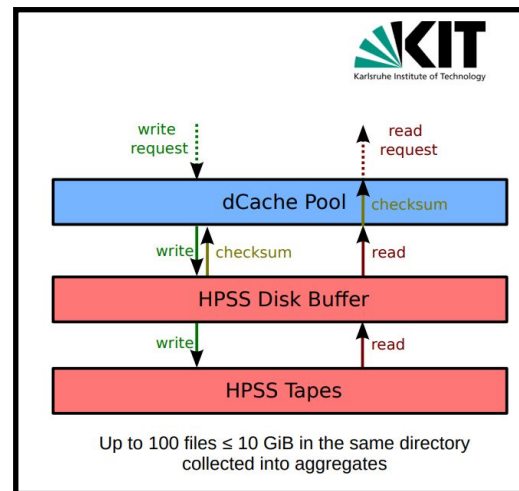 KIT
Karlsruhe Institute of Technology
write
request
read
request
dCache Pool
checksum
write
checksum
read
HPSS Disk Buffer
write
read
HPSS Tapes
Up to 100 files ≤ 10 GiB in the same directory
collected into aggregates